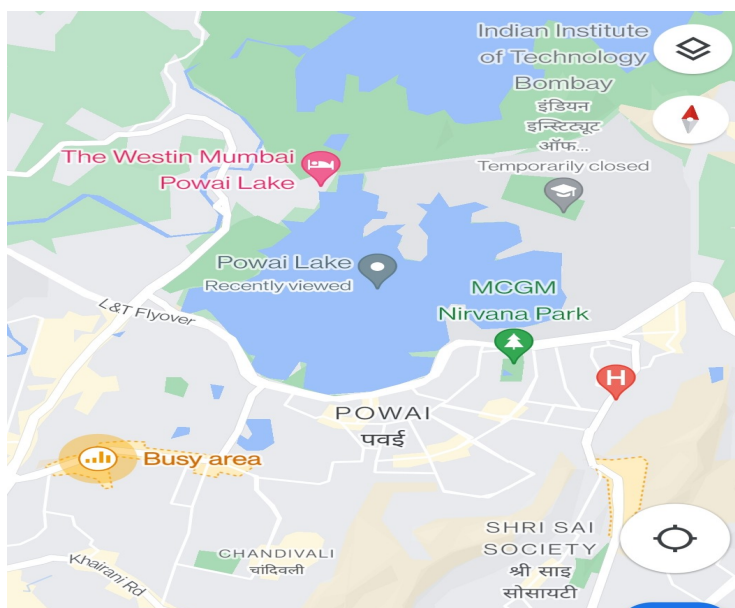 Indian Institute
of Technology
Bombay
इंडियन
इन्स्टिट्यूट
ऑफ...
Temporarily closed
The Westin Mumbai
Powai Lake
Powai Lake
Recently viewed
MCGM
Nirvana Park
L&T Flyover
H
POWAI
पवई
Busy area
CHANDIVALI
चांदिवली
Khairani Rd
SHRI SAI
SOCIETY
श्री साइ
सोसायटी